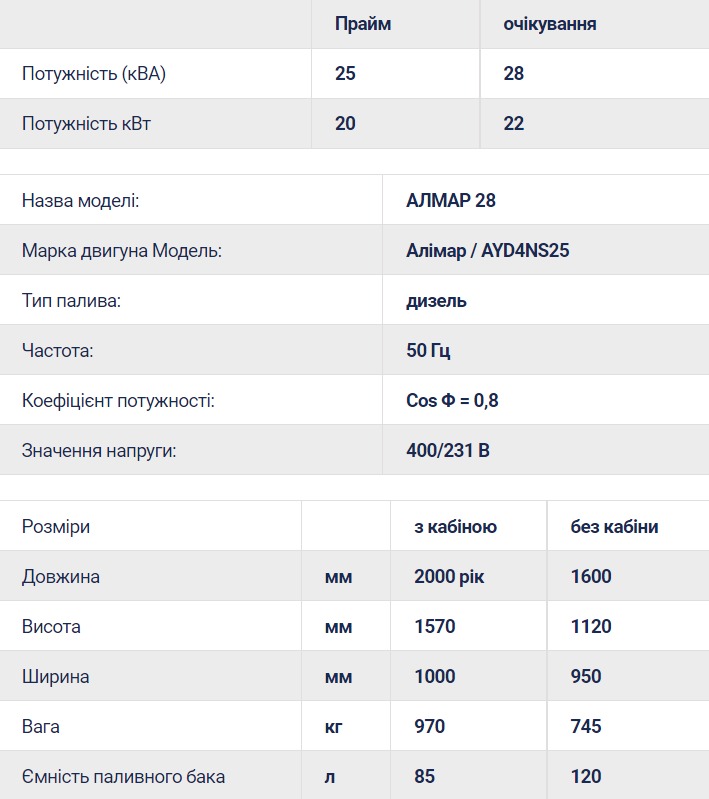 Прайм очікування
Потужність (кВА) 25 28
Потужність кВт 20 22
Назва моделі: АЛМАР 28
Марка двигуна Модель: Алімар / AYD4NS25
Тип палива: дизель
Частота: 50 Гц
Коефіцієнт потужності: Cos Φ = 0,8
Значення напруги: 400/231 В
Розміри з кабіною без кабіни
Довжина мм 2000 рік 1600
Висота мм 1570 1120
Ширина мм 1000 950
Вага кг 970 745
Ємність паливного бака л 85 120